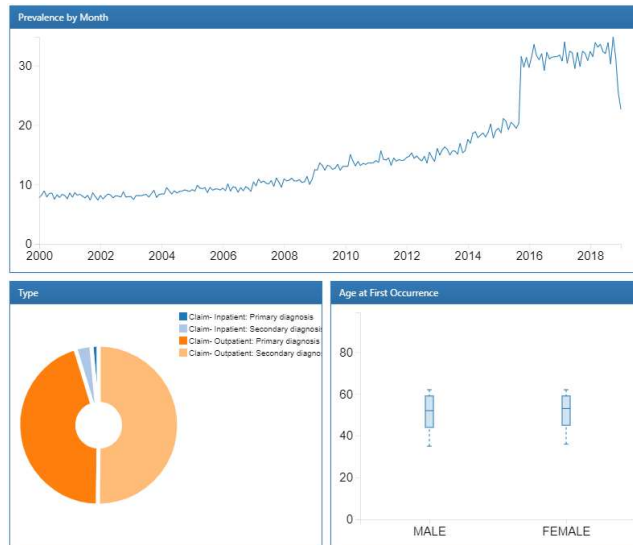 Prevalence by Month
30
20
10
0
2000 2002 2004 2006 2008 2010 2012 2014 2016 2018
Type
Claim- Inpatient: Primary diagnosis
Claim- Inpatient: Secondary diagnosis
Claim- Outpatient: Primary diagnosis
Claim- Outpatient: Secondary diagno
Age at First Occurrence
80
60
40
20
0
MALE FEMALE